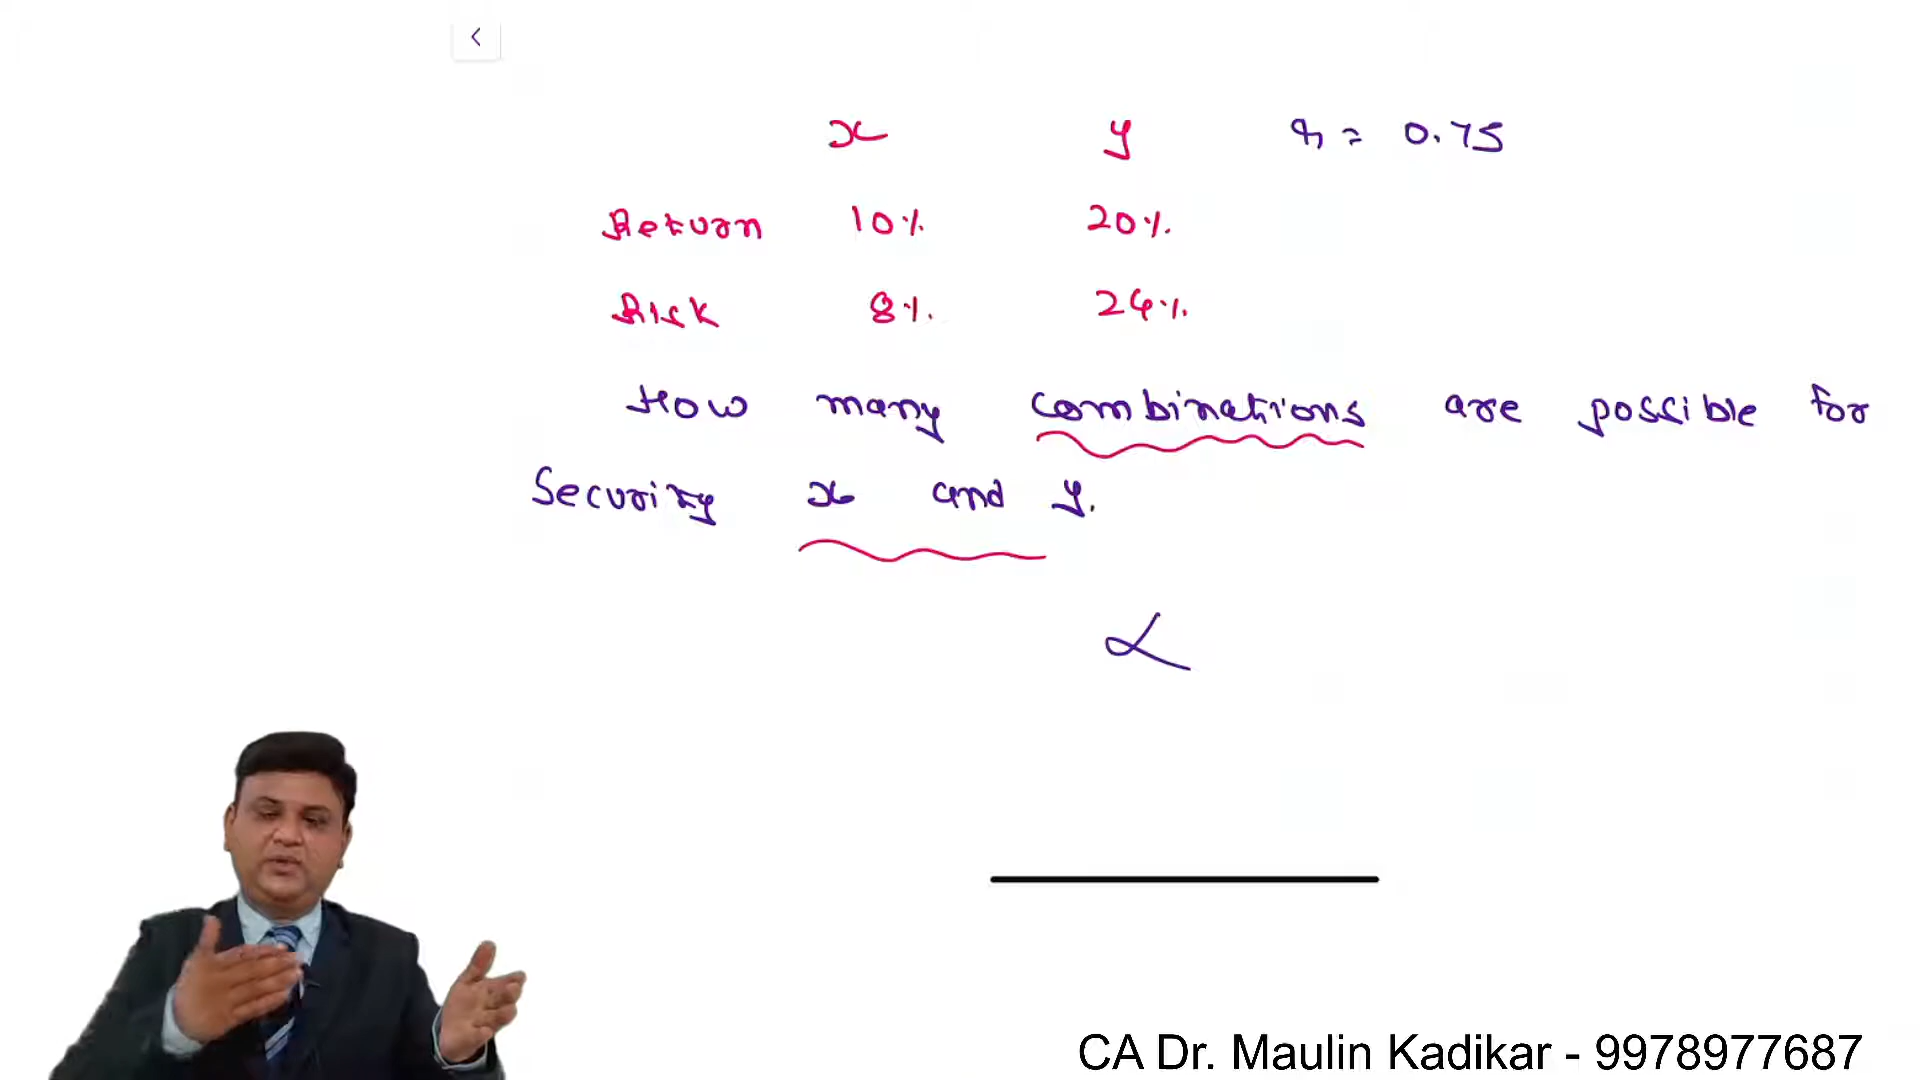 x y r = 0.75
Return 10% 20%
Risk 8% 24%
How many combinations are possible for
Security x and y.
α
CA Dr. Maulin Kadikar - 9978977687